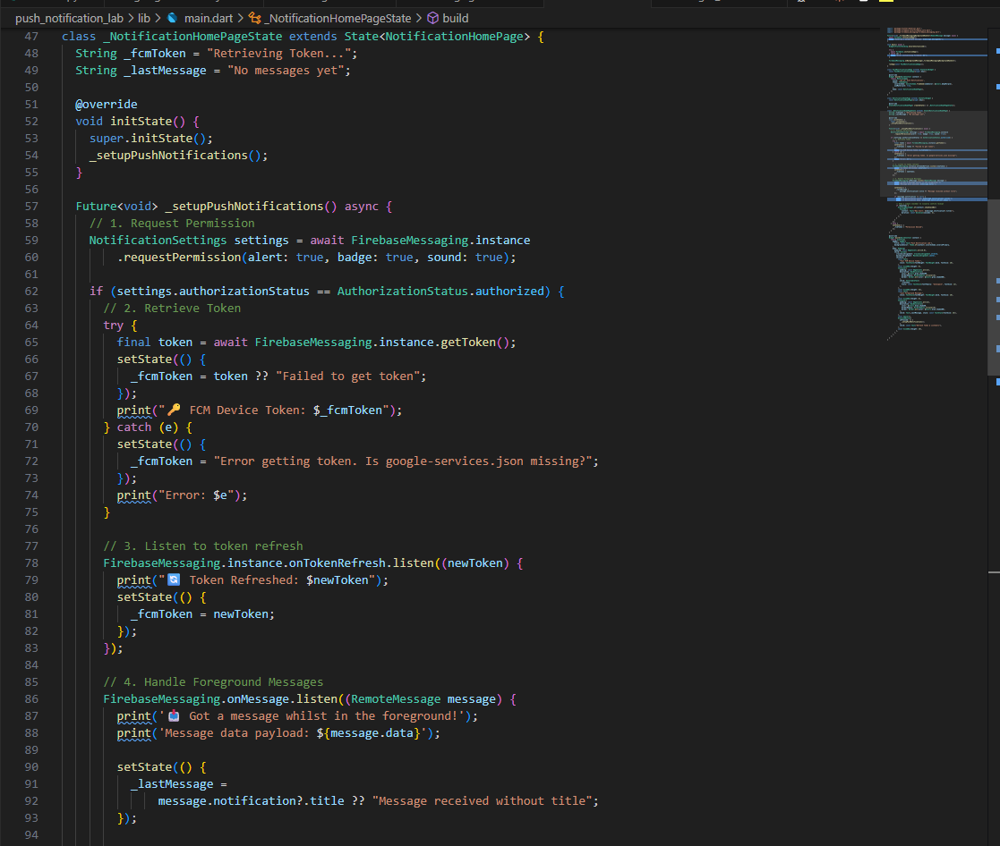 push_notification_lab > lib > main.dart > _NotificationHomePageState > build
47 class _NotificationHomePageState extends State<NotificationHomePage> {
48   String _fcmToken = "Retrieving Token...";
49   String _lastMessage = "No messages yet";
50
51   @override
52   void initState() {
53     super.initState();
54     _setupPushNotifications();
55   }
56
57   Future<void> _setupPushNotifications() async {
58     // 1. Request Permission
59     NotificationSettings settings = await FirebaseMessaging.instance
60         .requestPermission(alert: true, badge: true, sound: true);
61
62     if (settings.authorizationStatus == AuthorizationStatus.authorized) {
63       // 2. Retrieve Token
64       try {
65         final token = await FirebaseMessaging.instance.getToken();
66         setState(() {
67           _fcmToken = token ?? "Failed to get token";
68         });
69         print("🔑 FCM Device Token: $_fcmToken");
70       } catch (e) {
71         setState(() {
72           _fcmToken = "Error getting token. Is google-services.json missing?";
73         });
74         print("Error: $e");
75       }
76
77       // 3. Listen to token refresh
78       FirebaseMessaging.instance.onTokenRefresh.listen((newToken) {
79         print("🔄 Token Refreshed: $newToken");
80         setState(() {
81           _fcmToken = newToken;
82         });
83       });
84
85       // 4. Handle Foreground Messages
86       FirebaseMessaging.onMessage.listen((RemoteMessage message) {
87         print('📩 Got a message whilst in the foreground!');
88         print('Message data payload: ${message.data}');
89
90         setState(() {
91           _lastMessage =
92               message.notification?.title ?? "Message received without title";
93         });
94